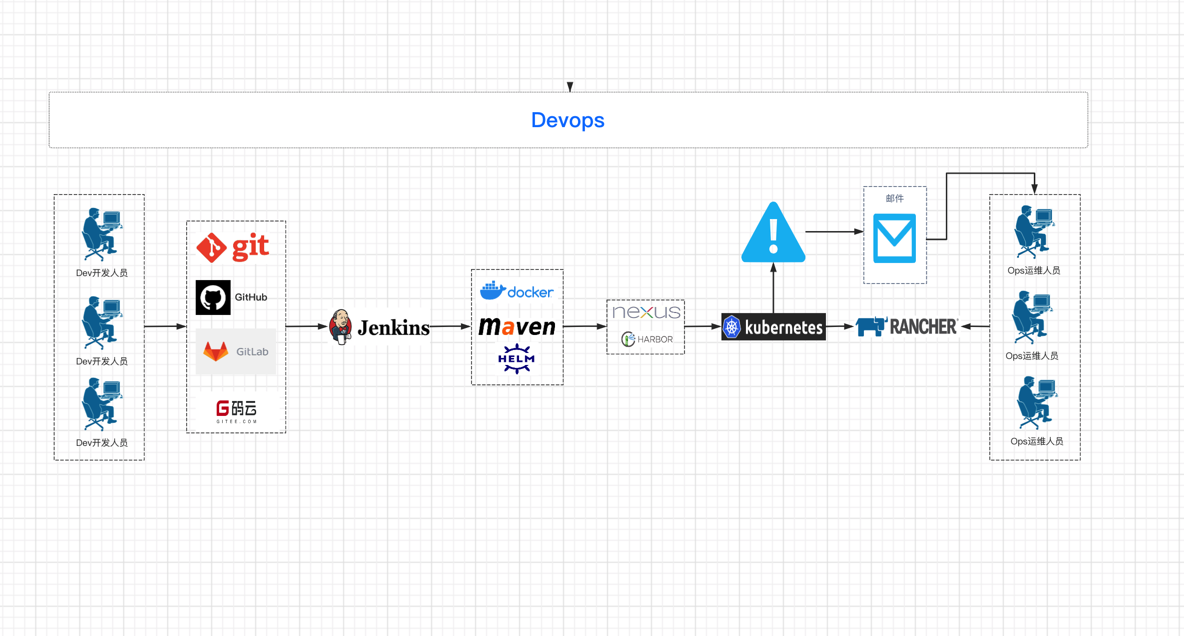 Devops
Dev开发人员
Dev开发人员
Dev开发人员
git
GitHub
GitLab
G码云
GITEE.COM
Jenkins
docker
maven
HELM
nexus
HARBOR
kubernetes
邮件
RANCHER
Ops运维人员
Ops运维人员
Ops运维人员